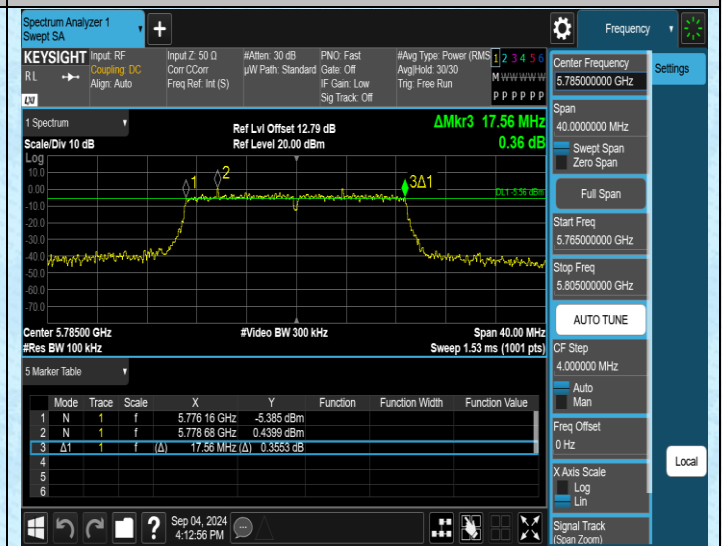 Spectrum Analyzer 1
Swept SA
Frequency
KEYSIGHT
RL
LXI
Input: RF
Coupling: DC
Align: Auto
Input Z: 50 Ω
Corr CCorr
Freq Ref: Int (S)
#Atten: 30 dB
µW Path: Standard
PNO: Fast
Gate: Off
IF Gain: Low
Sig Track: Off
#Avg Type: Power (RMS
Avg|Hold: 30/30
Trig: Free Run
1 2 3 4 5 6
M W W W W W
P P P P P P
1 Spectrum
Scale/Div 10 dB
Ref Lvl Offset 12.79 dB
Ref Level 20.00 dBm
ΔMkr3 17.56 MHz
0.36 dB
Log
10.0
0.00
-10.0
-20.0
-30.0
-40.0
-50.0
-60.0
-70.0
1
2
3Δ1
DL1 -5.56 dBm
Center 5.78500 GHz
#Res BW 100 kHz
#Video BW 300 kHz
Span 40.00 MHz
Sweep 1.53 ms (1001 pts)
5 Marker Table
Mode Trace Scale X Y Function Function Width Function Value
1 N 1 f 5.776 16 GHz -5.385 dBm
2 N 1 f 5.778 68 GHz 0.4399 dBm
3 Δ1 1 f (Δ) 17.56 MHz (Δ) 0.3553 dB
4
5
6
?
Sep 04, 2024
4:12:56 PM
Center Frequency
5.785000000 GHz
Span
40.0000000 MHz
Swept Span
Zero Span
Full Span
Start Freq
5.765000000 GHz
Stop Freq
5.805000000 GHz
AUTO TUNE
CF Step
4.000000 MHz
Auto
Man
Freq Offset
0 Hz
X Axis Scale
Log
Lin
Signal Track
(Span Zoom)
Settings
Local